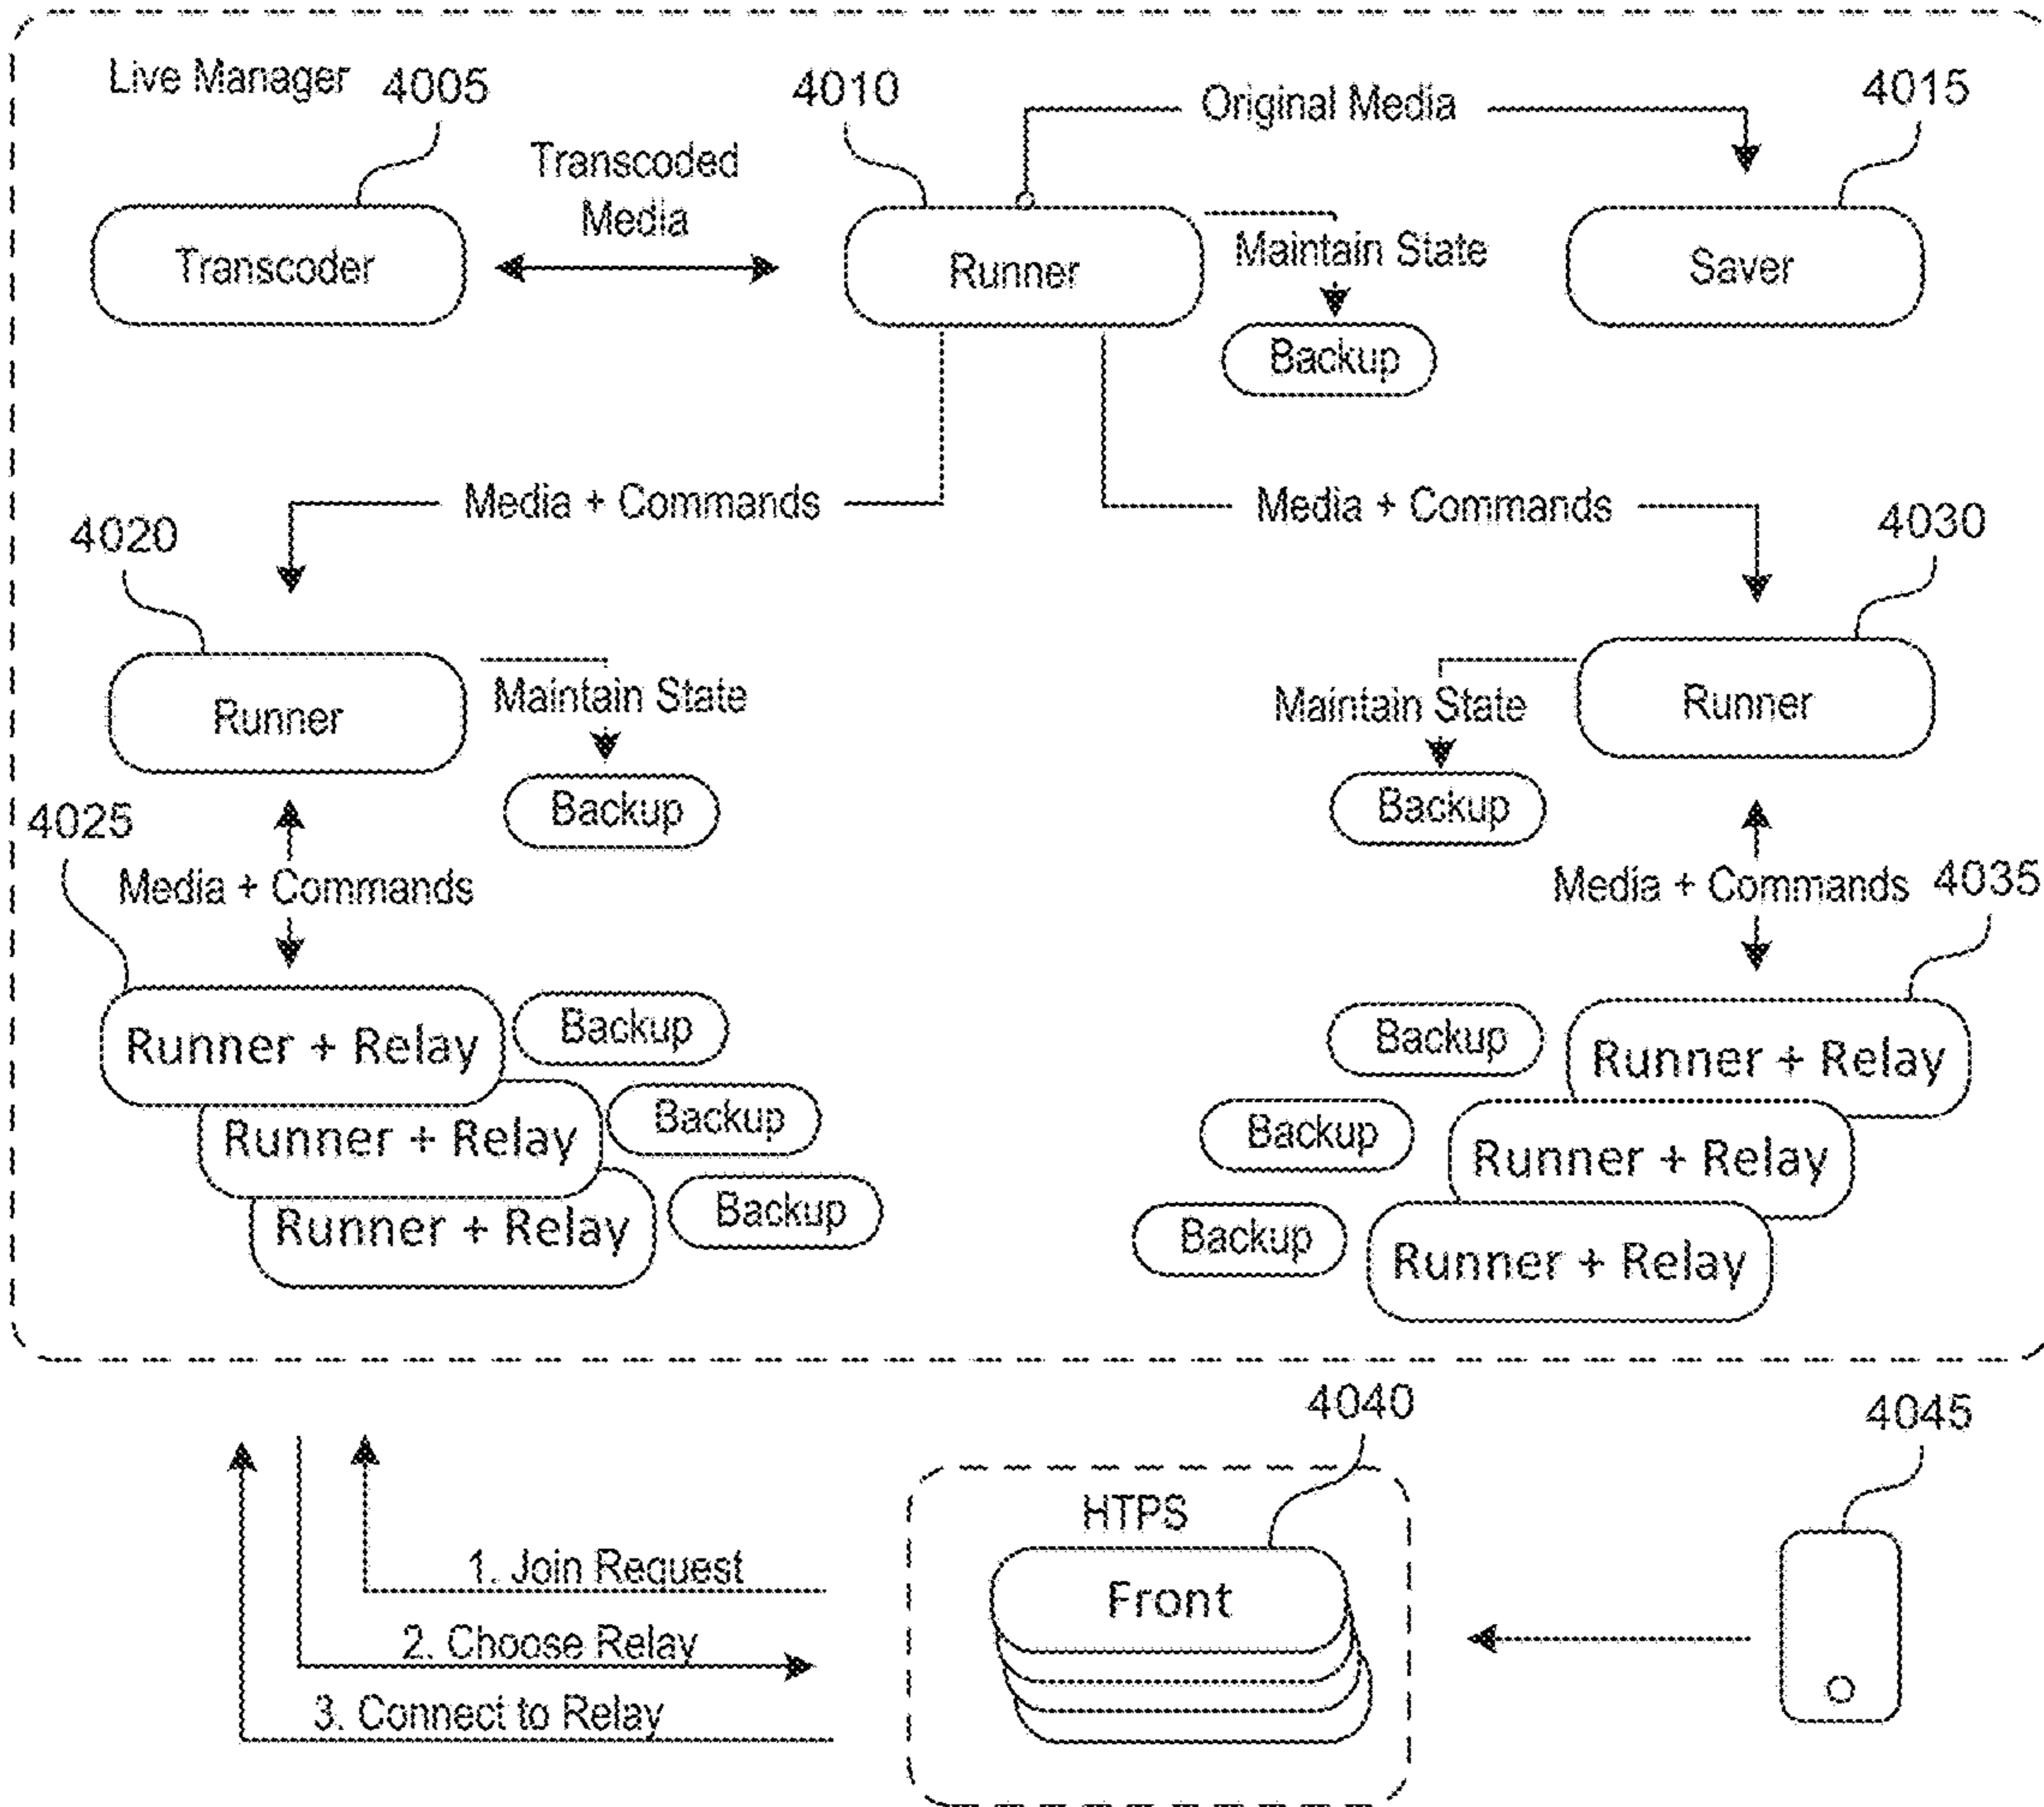 Live Manager
4005
4010
Original Media
4015
Transcoded
Media
Transcoder
Runner
Maintain State
Saver
Backup
Media + Commands
Media + Commands
4020
4030
Runner
Maintain State
Maintain State
Runner
Backup
Backup
4025
Media + Commands
Media + Commands
4035
Runner + Relay
Backup
Backup
Runner + Relay
Runner + Relay
Backup
Backup
Runner + Relay
Runner + Relay
Backup
Backup
Runner + Relay
4040
4045
HTPS
1. Join Request
Front
2. Choose Relay
3. Connect to Relay